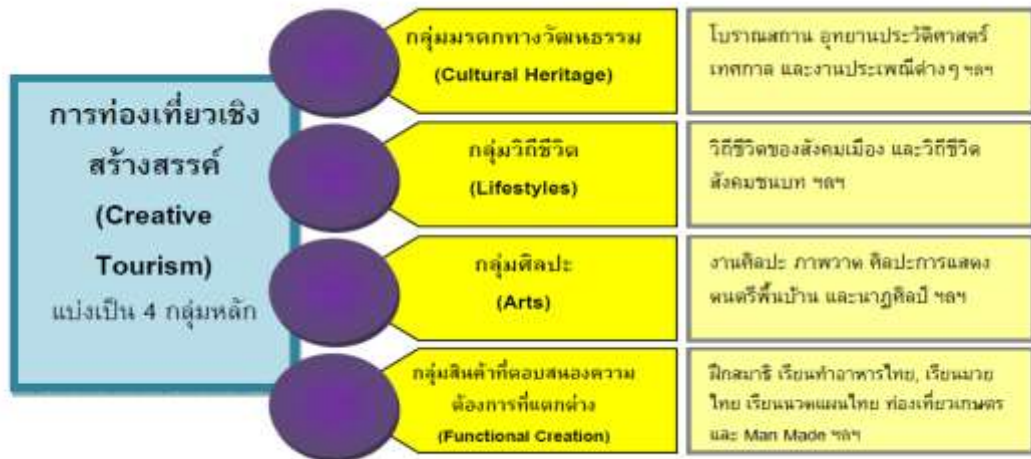 การท่องเที่ยวเชิง
สร้างสรรค์
(Creative
Tourism)
แบ่งเป็น 4 กลุ่มหลัก
กลุ่มมรดกทางวัฒนธรรม
(Cultural Heritage)
โบราณสถาน อุทยานประวัติศาสตร์
เทศกาล และงานประเพณีต่างๆ ฯลฯ
กลุ่มวิถีชีวิต
(Lifestyles)
วิถีชีวิตของสังคมเมือง และวิถีชีวิต
สังคมชนบท ฯลฯ
กลุ่มศิลปะ
(Arts)
งานศิลปะ ภาพวาด ศิลปะการแสดง
ดนตรีพื้นบ้าน และนาฏศิลป์ ฯลฯ
กลุ่มสินค้าที่ตอบสนองความ
ต้องการที่แตกต่าง
(Functional Creation)
ฝึกสมาธิ เรียนทำอาหารไทย, เรียนมวย
ไทย เรียนนวดแผนไทย ท่องเที่ยวเกษตร
และ Man Made ฯลฯ